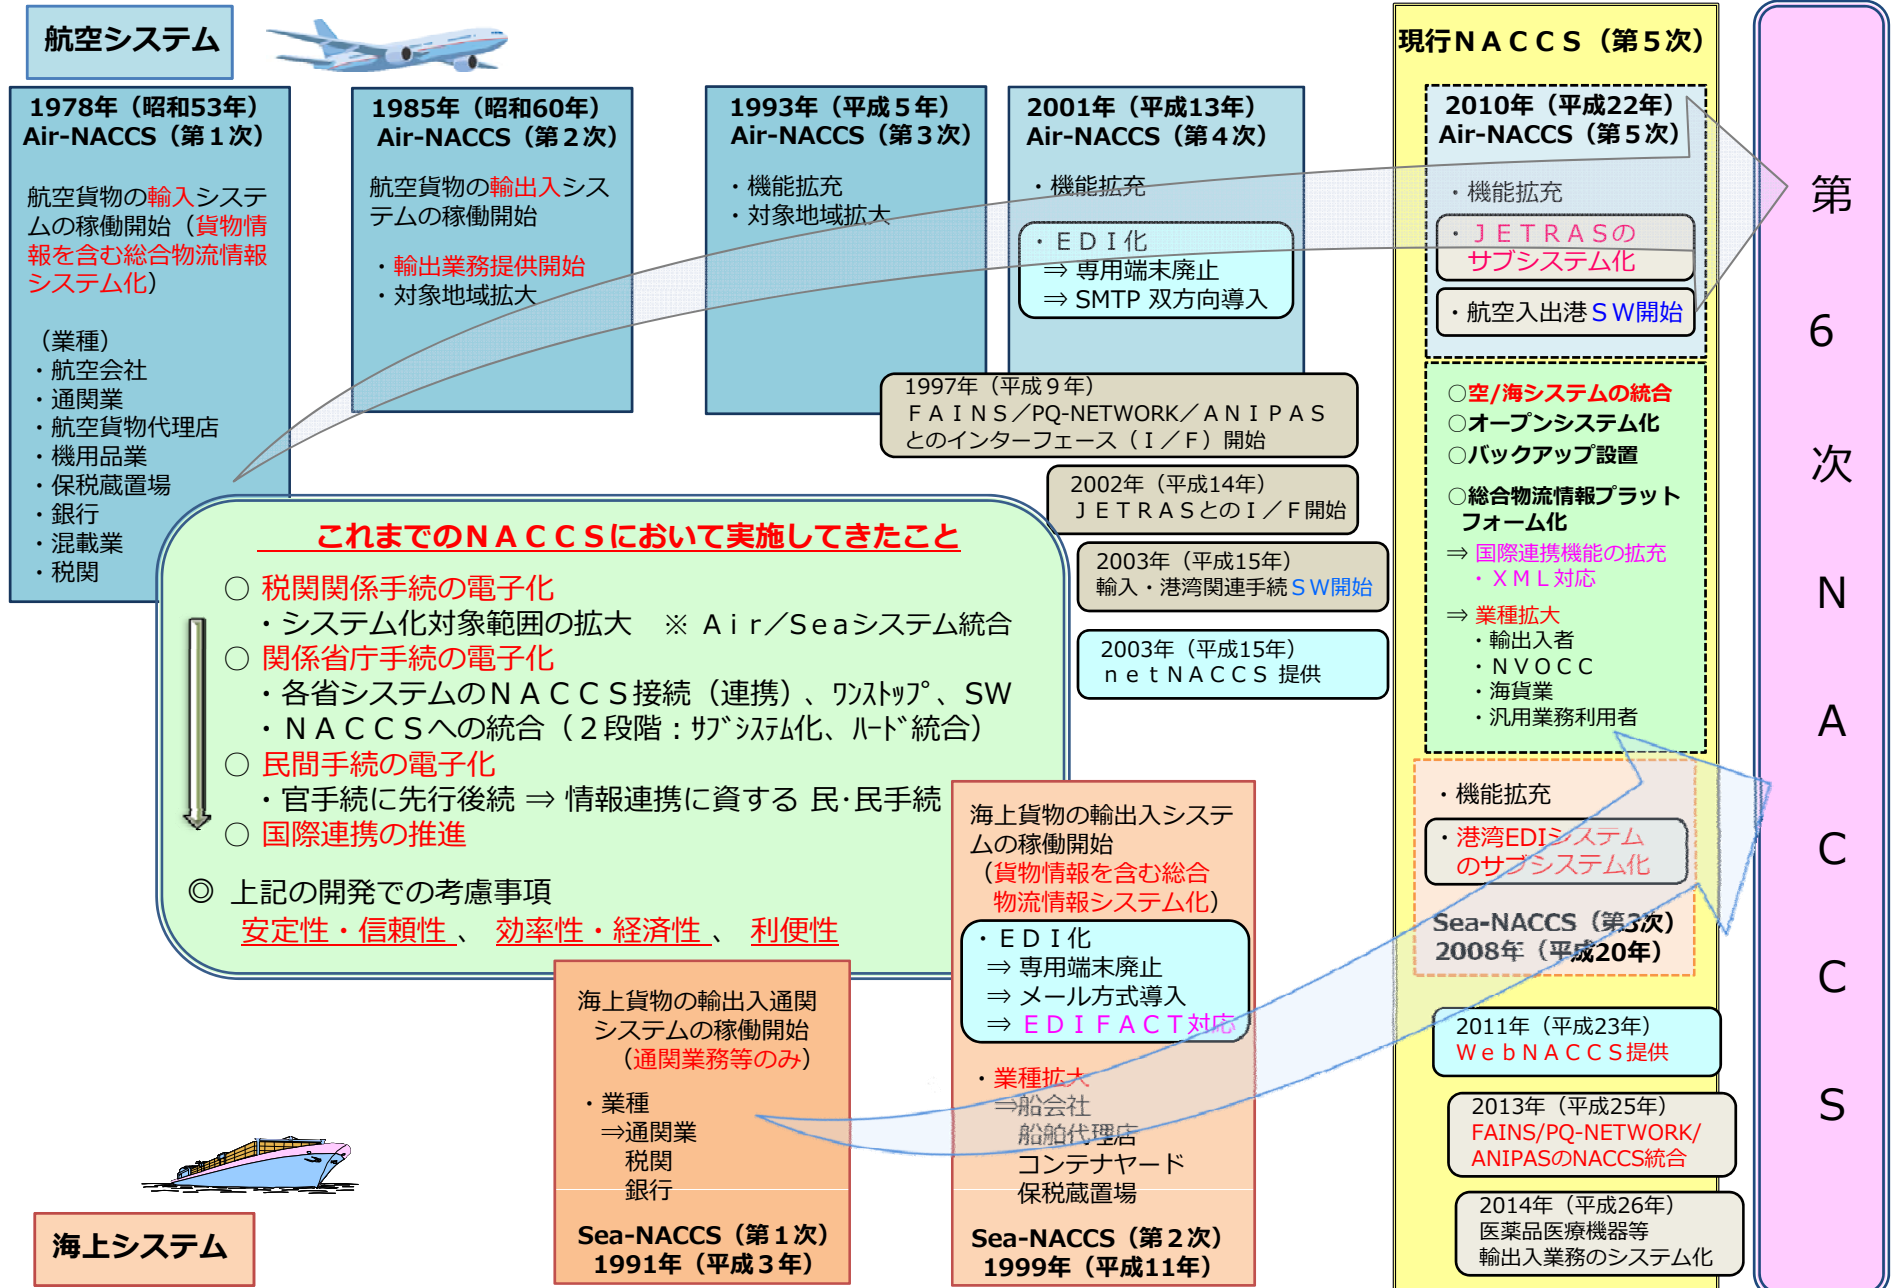 航空システム
1978年（昭和53年）
Air-NACCS（第１次）
航空貨物の輸入システ
ムの稼働開始（貨物情
報を含む総合物流情報
システム化）
（業種）
・航空会社
・通関業
・航空貨物代理店
・機用品業
・保税蔵置場
・銀行
・混載業
・税関
1985年（昭和60年）
Air-NACCS（第２次）
航空貨物の輸出入シス
テムの稼働開始
・輸出業務提供開始
・対象地域拡大
1993年（平成５年）
Air-NACCS（第３次）
・機能拡充
・対象地域拡大
2001年（平成13年）
Air-NACCS（第４次）
・機能拡充
・ＥＤＩ化
⇒ 専用端末廃止
⇒ SMTP 双方向導入
1997年（平成９年）
ＦＡＩＮＳ／PQ-NETWORK／ＡＮＩＰＡＳ
とのインターフェース（Ｉ／Ｆ）開始
2002年（平成14年）
ＪＥＴＲＡＳとのＩ／Ｆ開始
2003年（平成15年）
輸入・港湾関連手続ＳＷ開始
2003年（平成15年）
ｎｅｔＮＡＣＣＳ 提供
これまでのＮＡＣＣＳにおいて実施してきたこと
○ 税関関係手続の電子化
・システム化対象範囲の拡大　※ Ａｉｒ／Ｓｅａシステム統合
○ 関係省庁手続の電子化
・各省システムのＮＡＣＣＳ接続（連携）、ﾜﾝｽﾄｯﾌﾟ、SW
・ＮＡＣＣＳへの統合（２段階：ｻﾌﾞｼｽﾃﾑ化、ﾊｰﾄﾞ統合）
○ 民間手続の電子化
・官手続に先行後続 ⇒ 情報連携に資する 民・民手続
○ 国際連携の推進
◎ 上記の開発での考慮事項
安定性・信頼性 、 効率性・経済性 、 利便性
海上貨物の輸出入通関
システムの稼働開始
（通関業務等のみ）
・業種
⇒通関業
税関
銀行
Sea-NACCS（第１次）
1991年（平成３年）
海上貨物の輸出入システ
ムの稼働開始
（貨物情報を含む総合
物流情報システム化）
・ＥＤＩ化
⇒ 専用端末廃止
⇒ メール方式導入
⇒ ＥＤＩＦＡＣＴ対応
・業種拡大
⇒船会社
船舶代理店
コンテナヤード
保税蔵置場
Sea-NACCS（第２次）
1999年（平成11年）
海上システム
現行ＮＡＣＣＳ（第５次）
2010年（平成22年）
Air-NACCS（第５次）
・機能拡充
・ＪＥＴＲＡＳの
サブシステム化
・航空入出港ＳＷ開始
○空/海システムの統合
○オープンシステム化
○バックアップ設置
○総合物流情報プラット
フォーム化
⇒ 国際連携機能の拡充
・ＸＭＬ対応
⇒ 業種拡大
・輸出入者
・ＮＶＯＣＣ
・海貨業
・汎用業務利用者
・機能拡充
・港湾EDIシステム
のサブシステム化
Sea-NACCS（第3次）
2008年（平成20年）
2011年（平成23年）
ＷｅｂＮＡＣＣＳ提供
2013年（平成25年）
FAINS/PQ-NETWORK/
ANIPASのNACCS統合
2014年（平成26年）
医薬品医療機器等
輸出入業務のシステム化
第６次ＮＡＣＣＳ